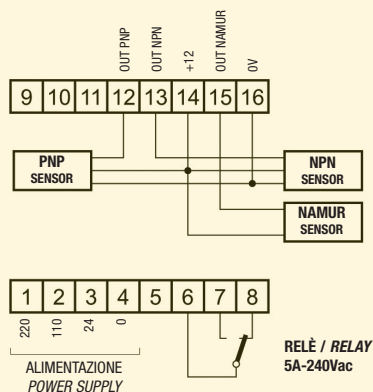 OUT PNP
OUT NPN
+12
OUT NAMUR
0V
9 10 11 12 13 14 15 16
PNP
SENSOR
NPN
SENSOR
NAMUR
SENSOR
1 2 3 4 5 6 7 8
220
110
24
0
ALIMENTAZIONE
POWER SUPPLY
RELÈ / RELAY
5A-240Vac